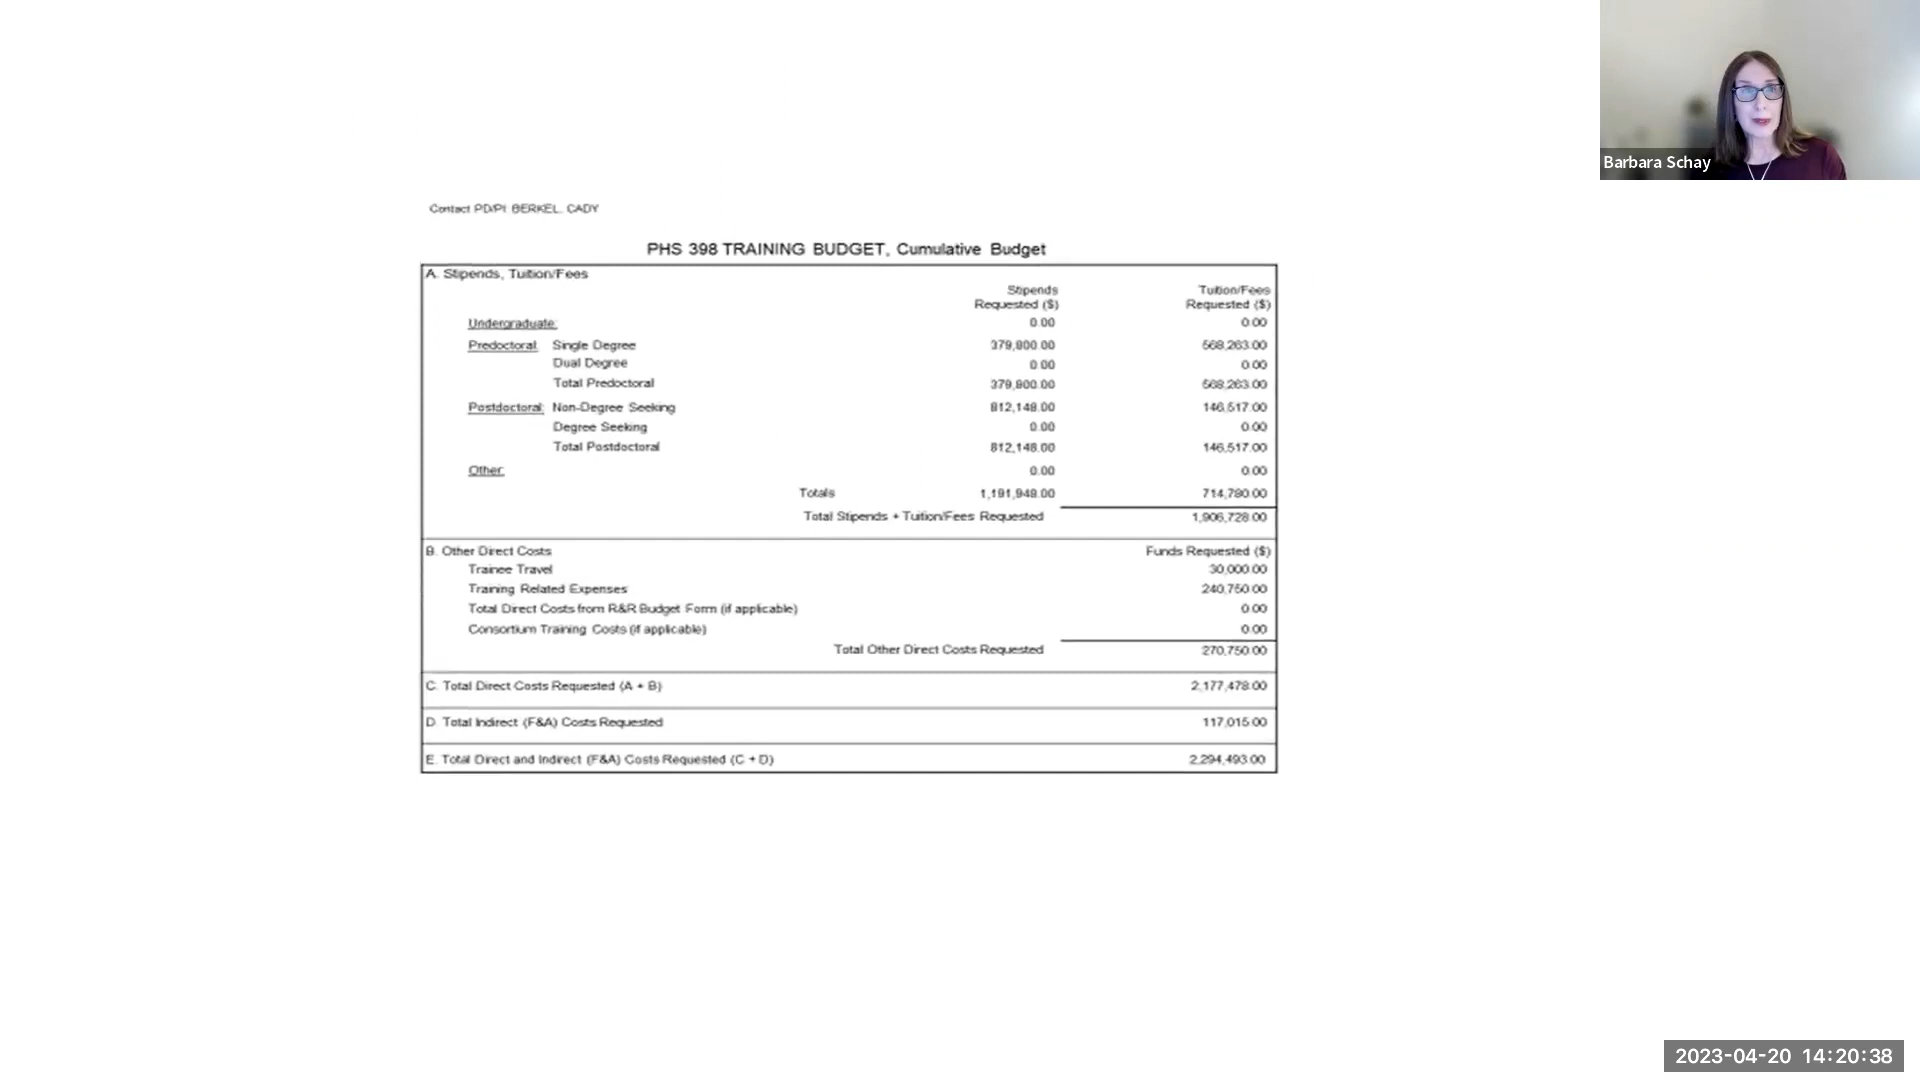 Barbara Schay
Contact PD/PI: BERKEL, CADY
PHS 398 TRAINING BUDGET, Cumulative Budget
A. Stipends, Tuition/Fees
Stipends Tuition/Fees
Requested ($) Requested ($)
Undergraduate: 0.00 0.00
Predoctoral: Single Degree 379,800.00 568,263.00
Dual Degree 0.00 0.00
Total Predoctoral 379,800.00 568,263.00
Postdoctoral: Non-Degree Seeking 812,148.00 146,517.00
Degree Seeking 0.00 0.00
Total Postdoctoral 812,148.00 146,517.00
Other: 0.00 0.00
Totals 1,191,948.00 714,780.00
Total Stipends + Tuition/Fees Requested 1,906,728.00
B. Other Direct Costs Funds Requested ($)
Trainee Travel 30,000.00
Training Related Expenses 240,750.00
Total Direct Costs from R&R Budget Form (if applicable) 0.00
Consortium Training Costs (if applicable) 0.00
Total Other Direct Costs Requested 270,750.00
C. Total Direct Costs Requested (A + B) 2,177,478.00
D. Total Indirect (F&A) Costs Requested 117,015.00
E. Total Direct and Indirect (F&A) Costs Requested (C + D) 2,294,493.00
2023-04-20 14:20:38